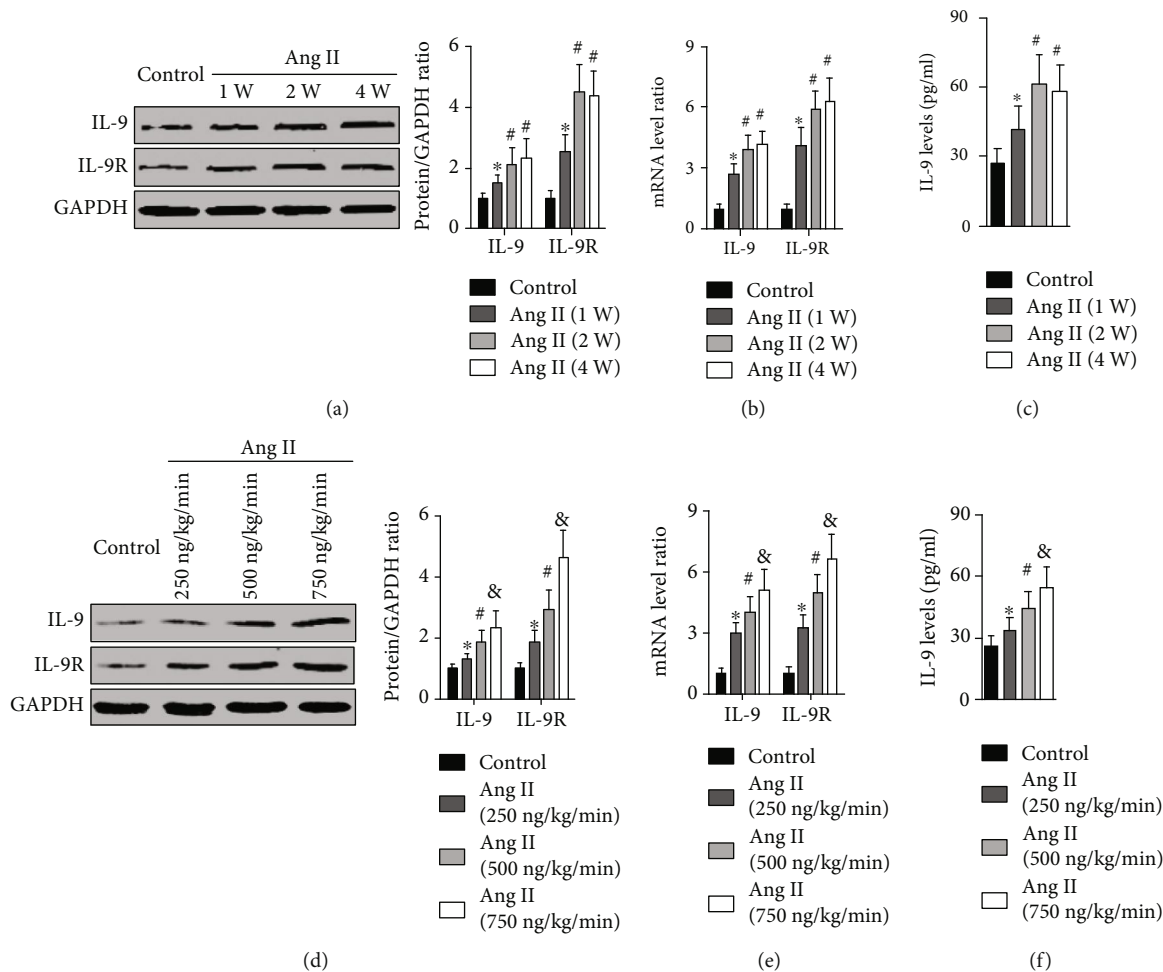 Control
Ang II
1 W 2 W 4 W
IL-9
IL-9R
GAPDH
Protein/GAPDH ratio
6
4
2
0
* # # * # #
IL-9 IL-9R
Control
Ang II (1 W)
Ang II (2 W)
Ang II (4 W)
(a)
mRNA level ratio
9
6
3
0
* # # * # #
IL-9 IL-9R
Control
Ang II (1 W)
Ang II (2 W)
Ang II (4 W)
(b)
IL-9 levels (pg/ml)
90
60
30
0
* # #
Control
Ang II (1 W)
Ang II (2 W)
Ang II (4 W)
(c)
Ang II
Control
250 ng/kg/min
500 ng/kg/min
750 ng/kg/min
IL-9
IL-9R
GAPDH
Protein/GAPDH ratio
6
4
2
0
* # & * # &
IL-9 IL-9R
Control
Ang II
(250 ng/kg/min)
Ang II
(500 ng/kg/min)
Ang II
(750 ng/kg/min)
(d)
mRNA level ratio
9
6
3
0
* # & * # &
IL-9 IL-9R
Control
Ang II
(250 ng/kg/min)
Ang II
(500 ng/kg/min)
Ang II
(750 ng/kg/min)
(e)
IL-9 levels (pg/ml)
90
60
30
0
* # &
Control
Ang II
(250 ng/kg/min)
Ang II
(500 ng/kg/min)
Ang II
(750 ng/kg/min)
(f)